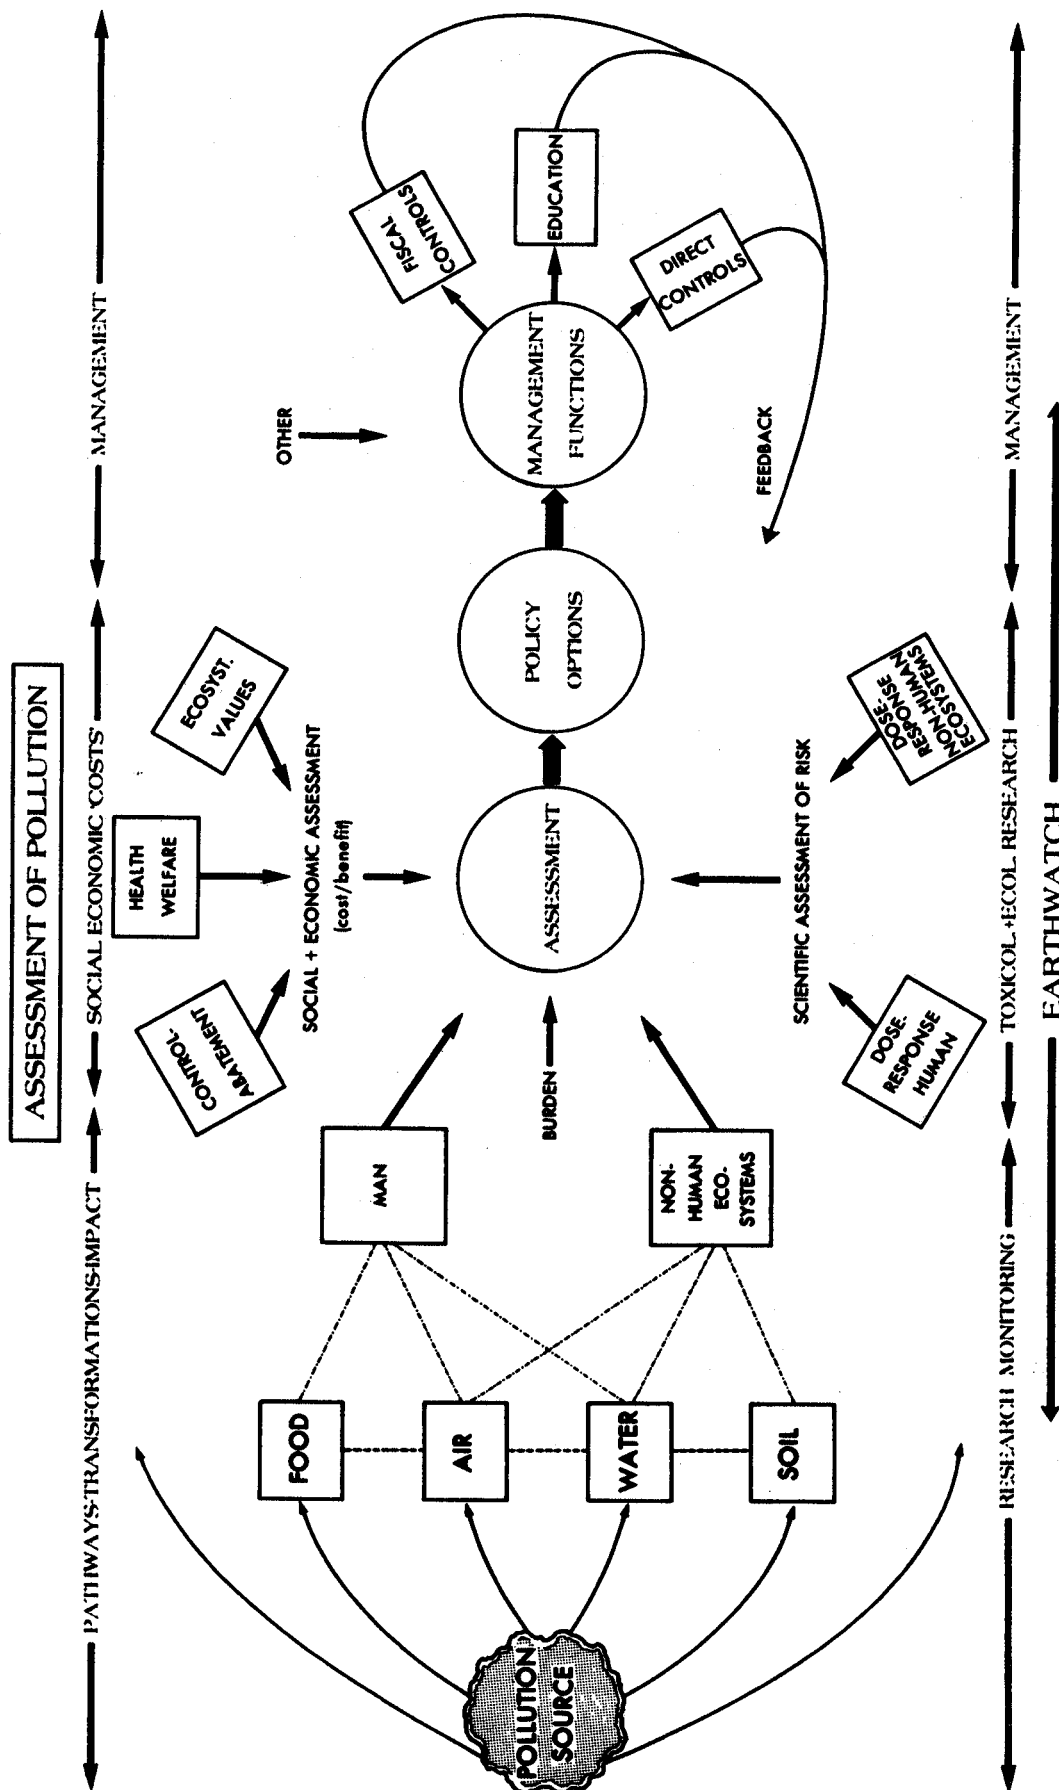 ASSESSMENT OF POLLUTION
PATHWAYS-TRANSFORMATIONS-IMPACT
SOCIAL ECONOMIC 'COSTS'
MANAGEMENT
CONTROL-
ABATEMENT
HEALTH
WELFARE
ECOSYST.
VALUES
SOCIAL + ECONOMIC ASSESSMENT
(cost/benefit)
OTHER
FISCAL
CONTROLS
POLLUTION
SOURCE
FOOD
AIR
WATER
SOIL
MAN
NON-
HUMAN
ECO-
SYSTEMS
BURDEN
ASSESSMENT
POLICY
OPTIONS
MANAGEMENT
FUNCTIONS
EDUCATION
DIRECT
CONTROLS
FEEDBACK
SCIENTIFIC ASSESSMENT OF RISK
DOSE-
RESPONSE
HUMAN
DOSE-
RESPONSE
NON-HUMAN
ECOSYSTEMS
RESEARCH MONITORING
TOXICOL.+ECOL. RESEARCH
MANAGEMENT
EARTHWATCH